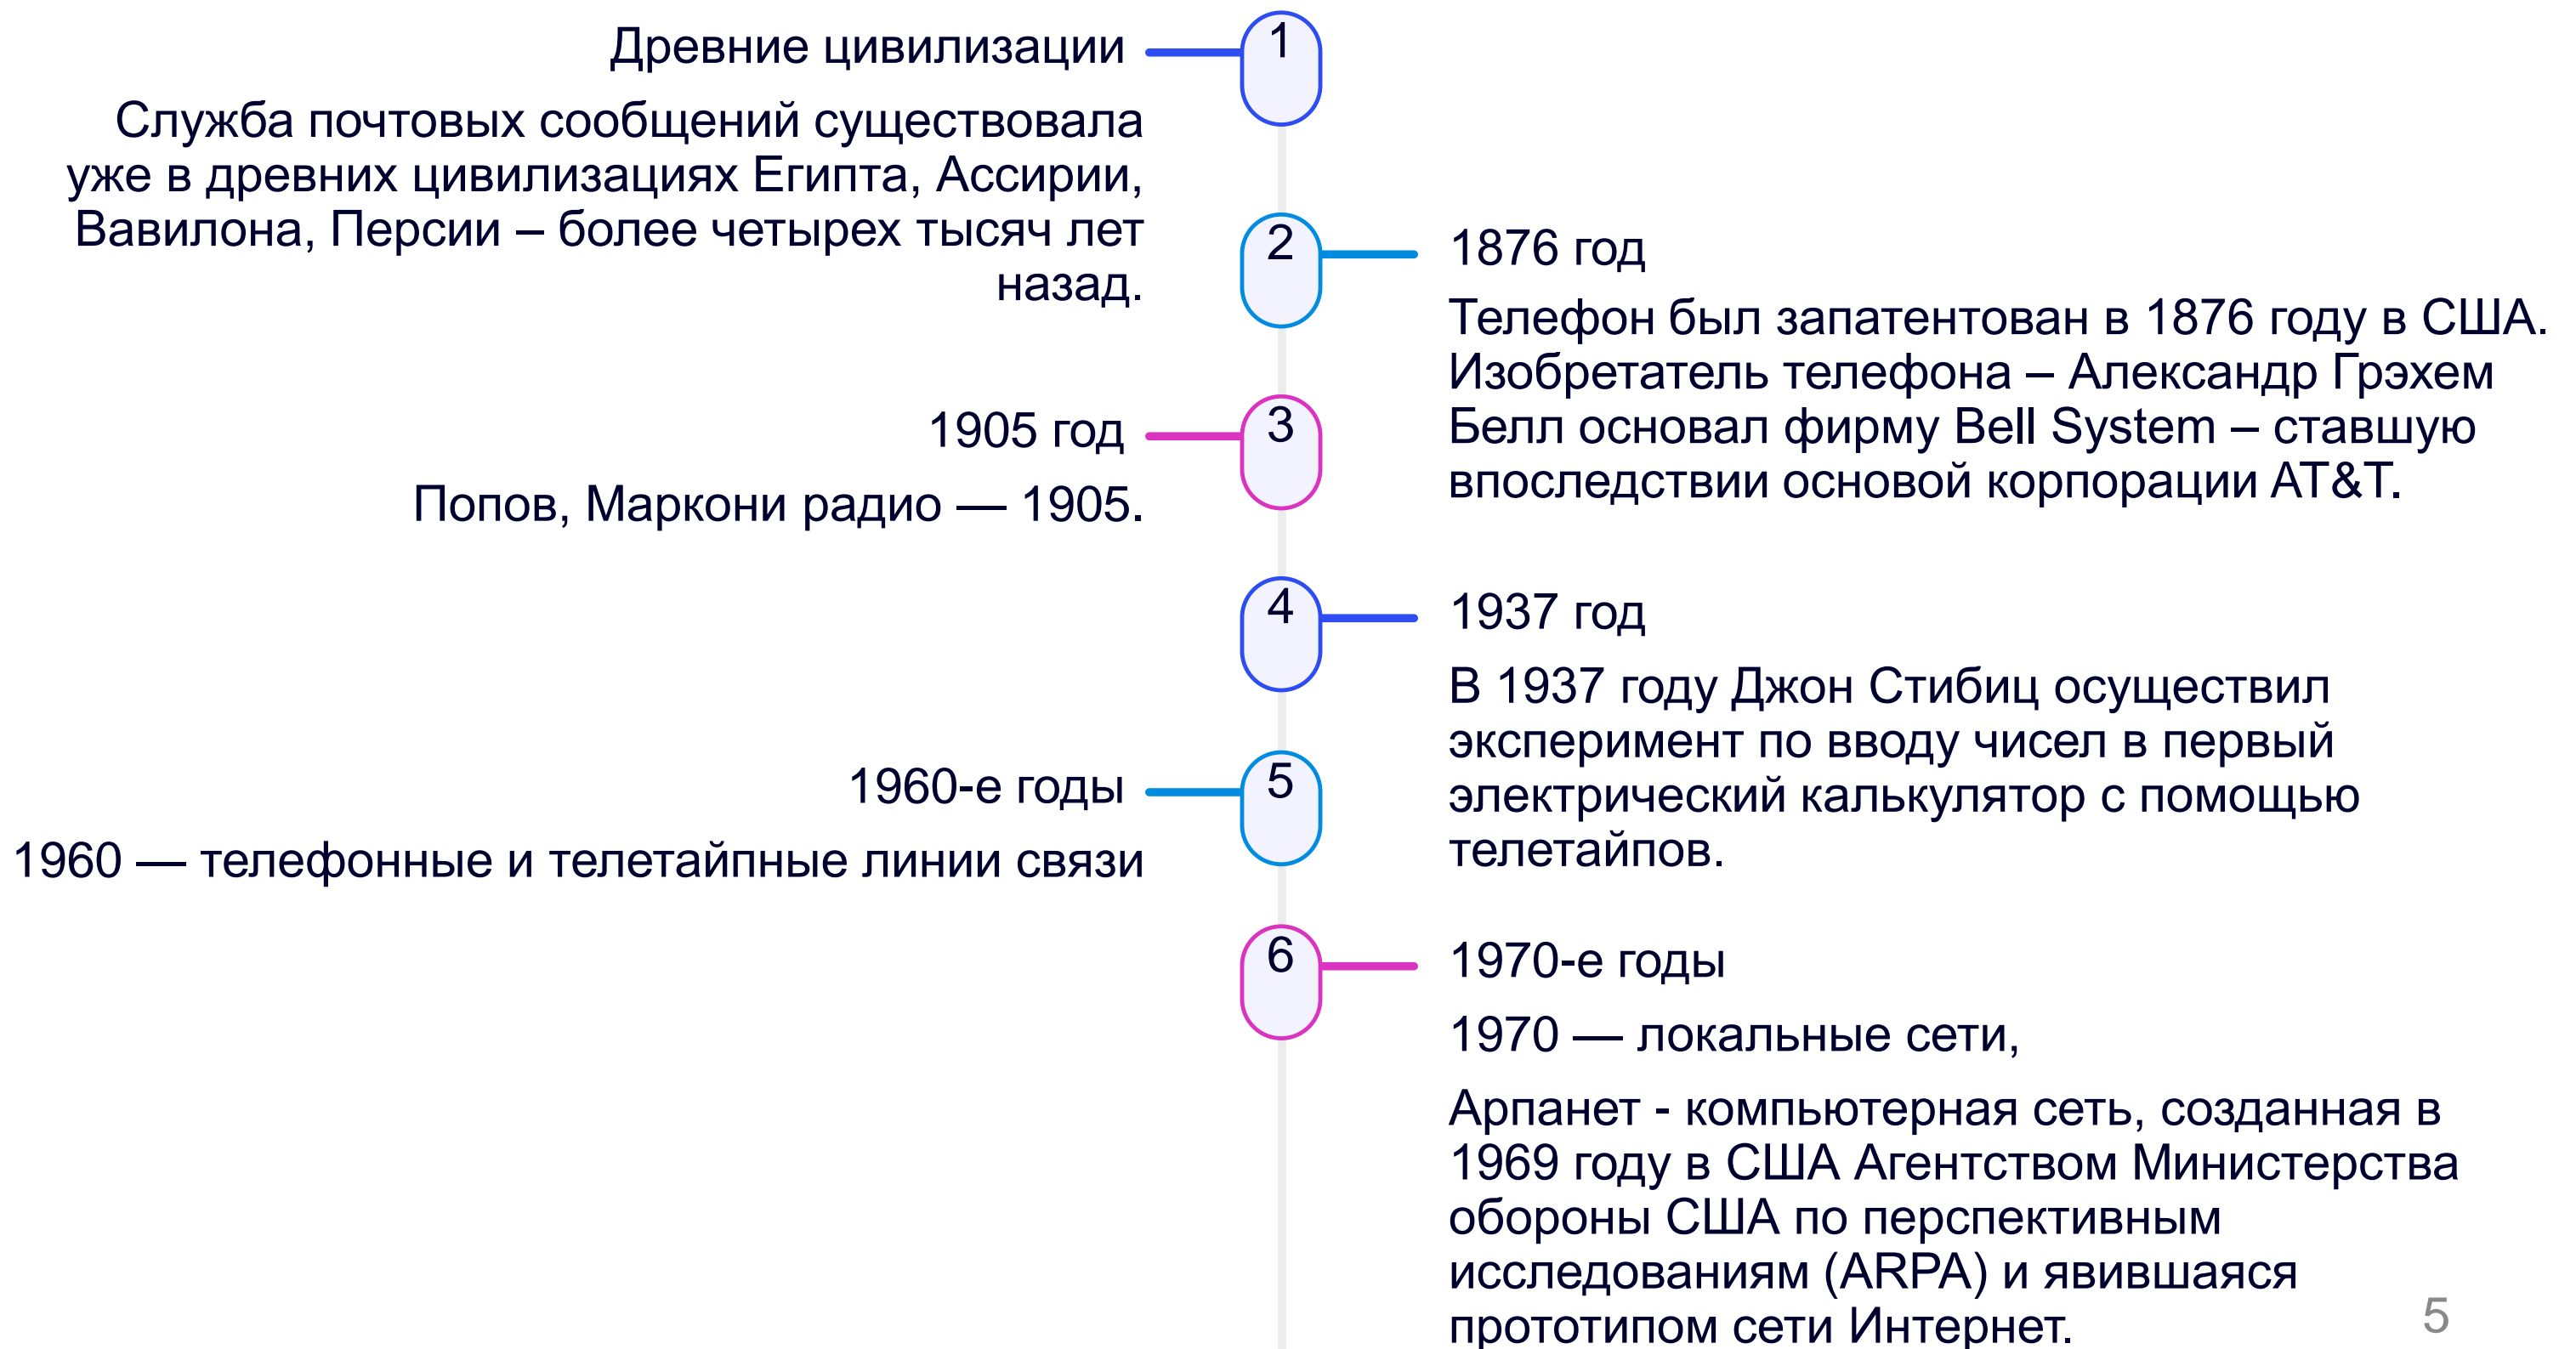 1
Древние цивилизации
Служба почтовых сообщений существовала
уже в древних цивилизациях Египта, Ассирии,
Вавилона, Персии – более четырех тысяч лет
назад.
2
1876 год
Телефон был запатентован в 1876 году в США.
Изобретатель телефона – Александр Грэхем
Белл основал фирму Bell System – ставшую
впоследствии основой корпорации AT&T.
3
1905 год
Попов, Маркони радио — 1905.
4
1937 год
В 1937 году Джон Стибиц осуществил
эксперимент по вводу чисел в первый
электрический калькулятор с помощью
телетайпов.
5
1960-е годы
1960 — телефонные и телетайпные линии связи
6
1970-е годы
1970 — локальные сети,
Арпанет - компьютерная сеть, созданная в
1969 году в США Агентством Министерства
обороны США по перспективным
исследованиям (ARPA) и явившаяся
прототипом сети Интернет.
5